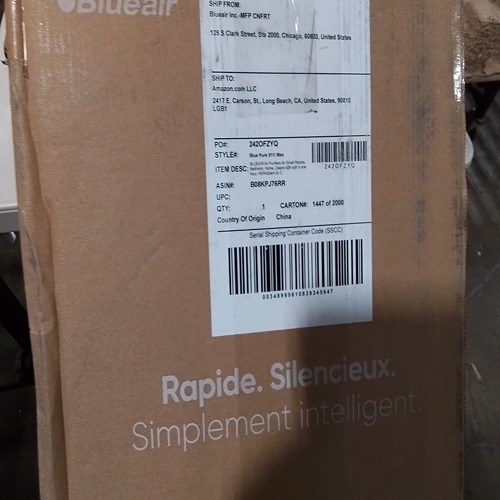 Blueair
SHIP FROM:
Blueair Inc.-MFP CNFRT
125 S Clark Street, Ste 2000, Chicago, 60603, United States
SHIP TO:
Amazon.com LLC
2417 E. Carson, St., Long Beach, CA, United States, 90810
LGB1
PO#: 242OFZYQ
STYLE#: Blue Pure 511i Max
ITEM DESC:
242OFZYQ
ASIN#: B08KPJ76RR
UPC:
QTY: 1 CARTON#: 1447 of 2000
Country Of Origin China
Serial Shipping Container Code (SSCC)
Rapide. Silencieux.
Simplement intelligent.